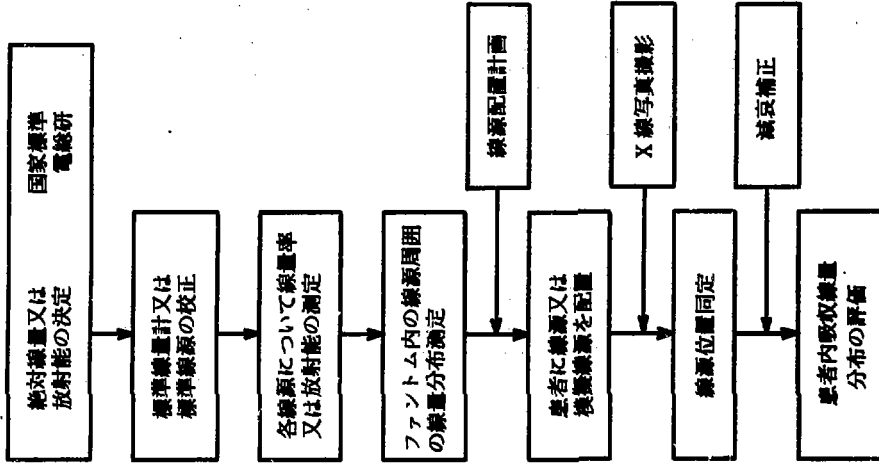 絶対線量又は
放射能の決定
国家標準
電総研
標準線量計又は
標準線源の校正
各線源について線量率
又は放射能の測定
ファントム内の線源周囲
の線量分布測定
線源配置計画
患者に線源又は
模擬線源を配置
X線写真撮影
線源位置同定
減衰補正
患者内吸収線量
分布の評価